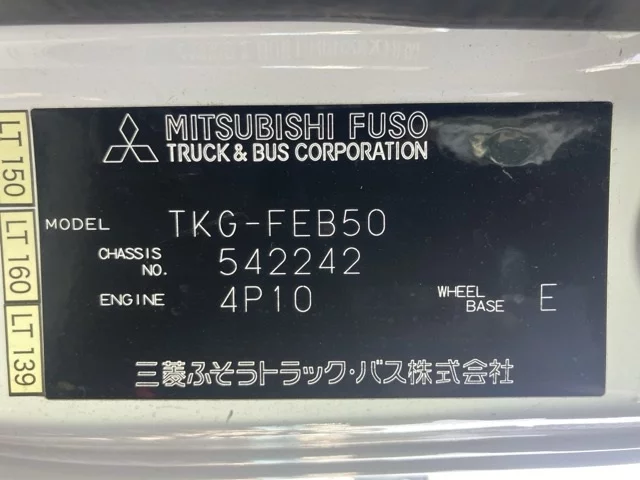 MITSUBISHI FUSO
TRUCK & BUS CORPORATION
MODEL TKG-FEB50
CHASSIS NO. 542242
ENGINE 4P10 WHEEL BASE E
三菱ふそうトラック・バス株式会社
LT 150
LT 160
LT 139